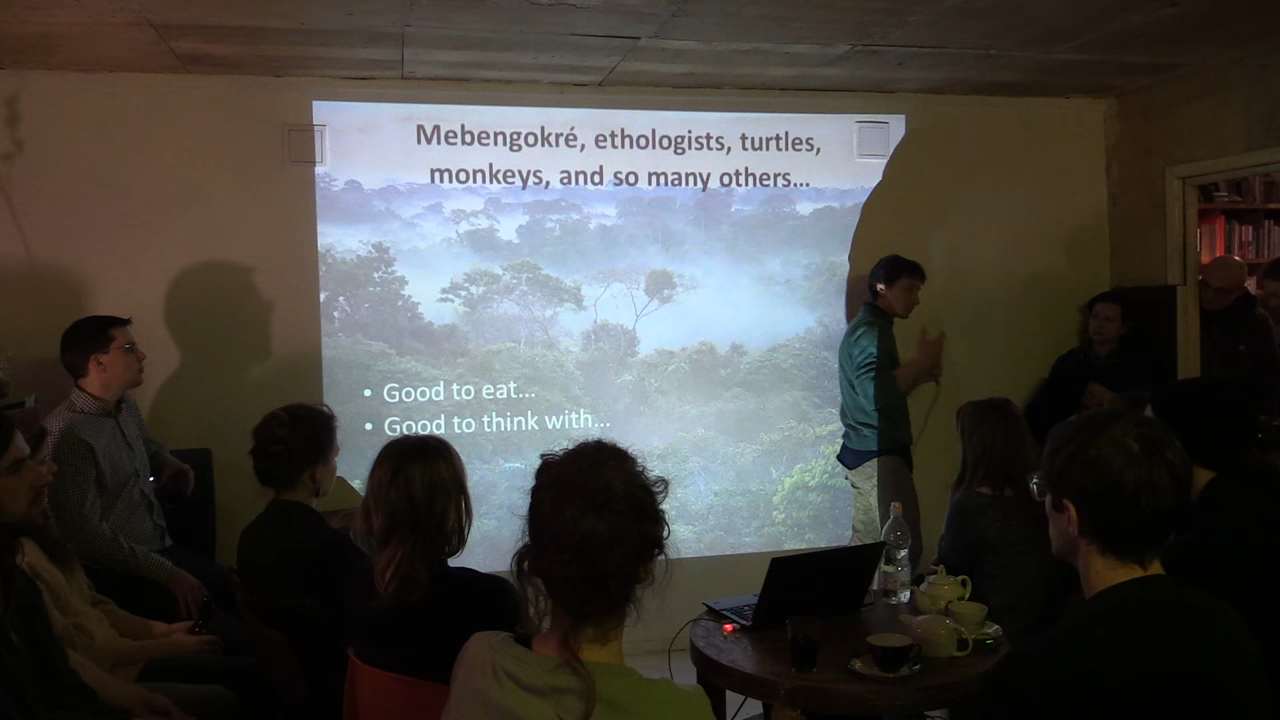 Mebengokré, ethologists, turtles,
monkeys, and so many others…
• Good to eat…
• Good to think with…